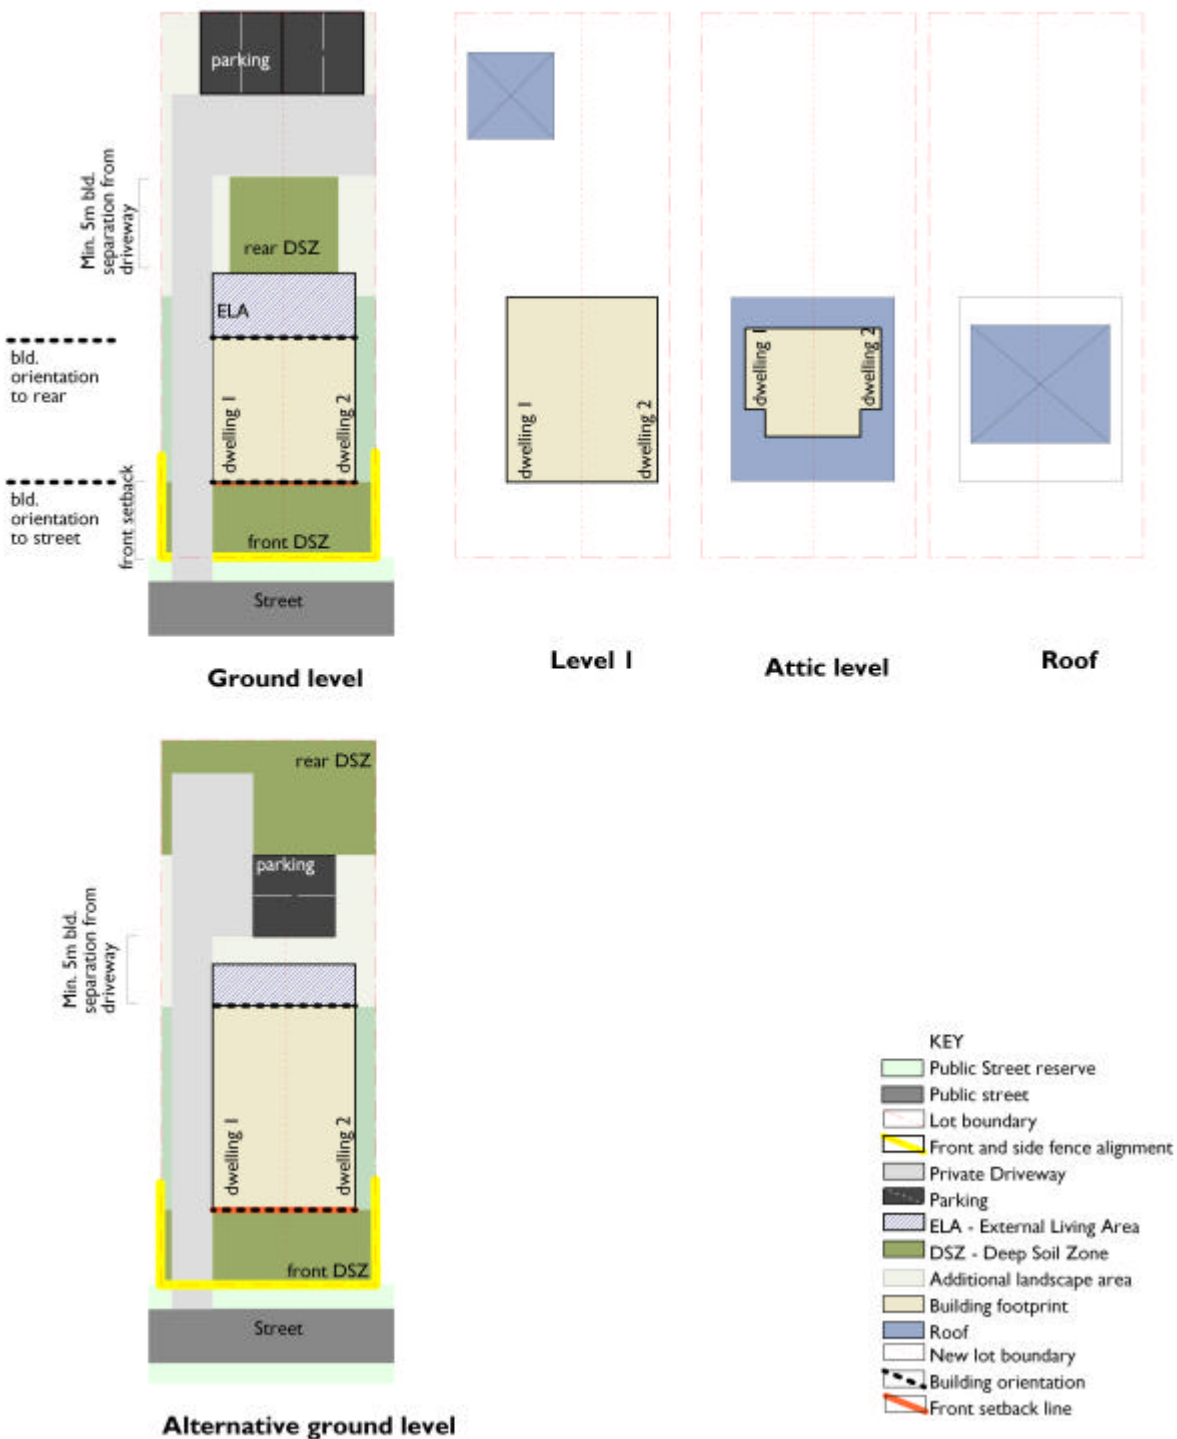 parking
Min. 5m bld.
separation from
driveway
rear DSZ
ELA
bld.
orientation
to rear
dwelling 1
dwelling 2
bld.
orientation
to street
front setback
front DSZ
Street
Ground level
dwelling 1
dwelling 2
Level 1
dwelling 1
dwelling 2
Attic level
Roof
rear DSZ
parking
Min. 5m bld.
separation from
driveway
dwelling 1
dwelling 2
front DSZ
Street
Alternative ground level
KEY
Public Street reserve
Public street
Lot boundary
Front and side fence alignment
Private Driveway
Parking
ELA - External Living Area
DSZ - Deep Soil Zone
Additional landscape area
Building footprint
Roof
New lot boundary
Building orientation
Front setback line